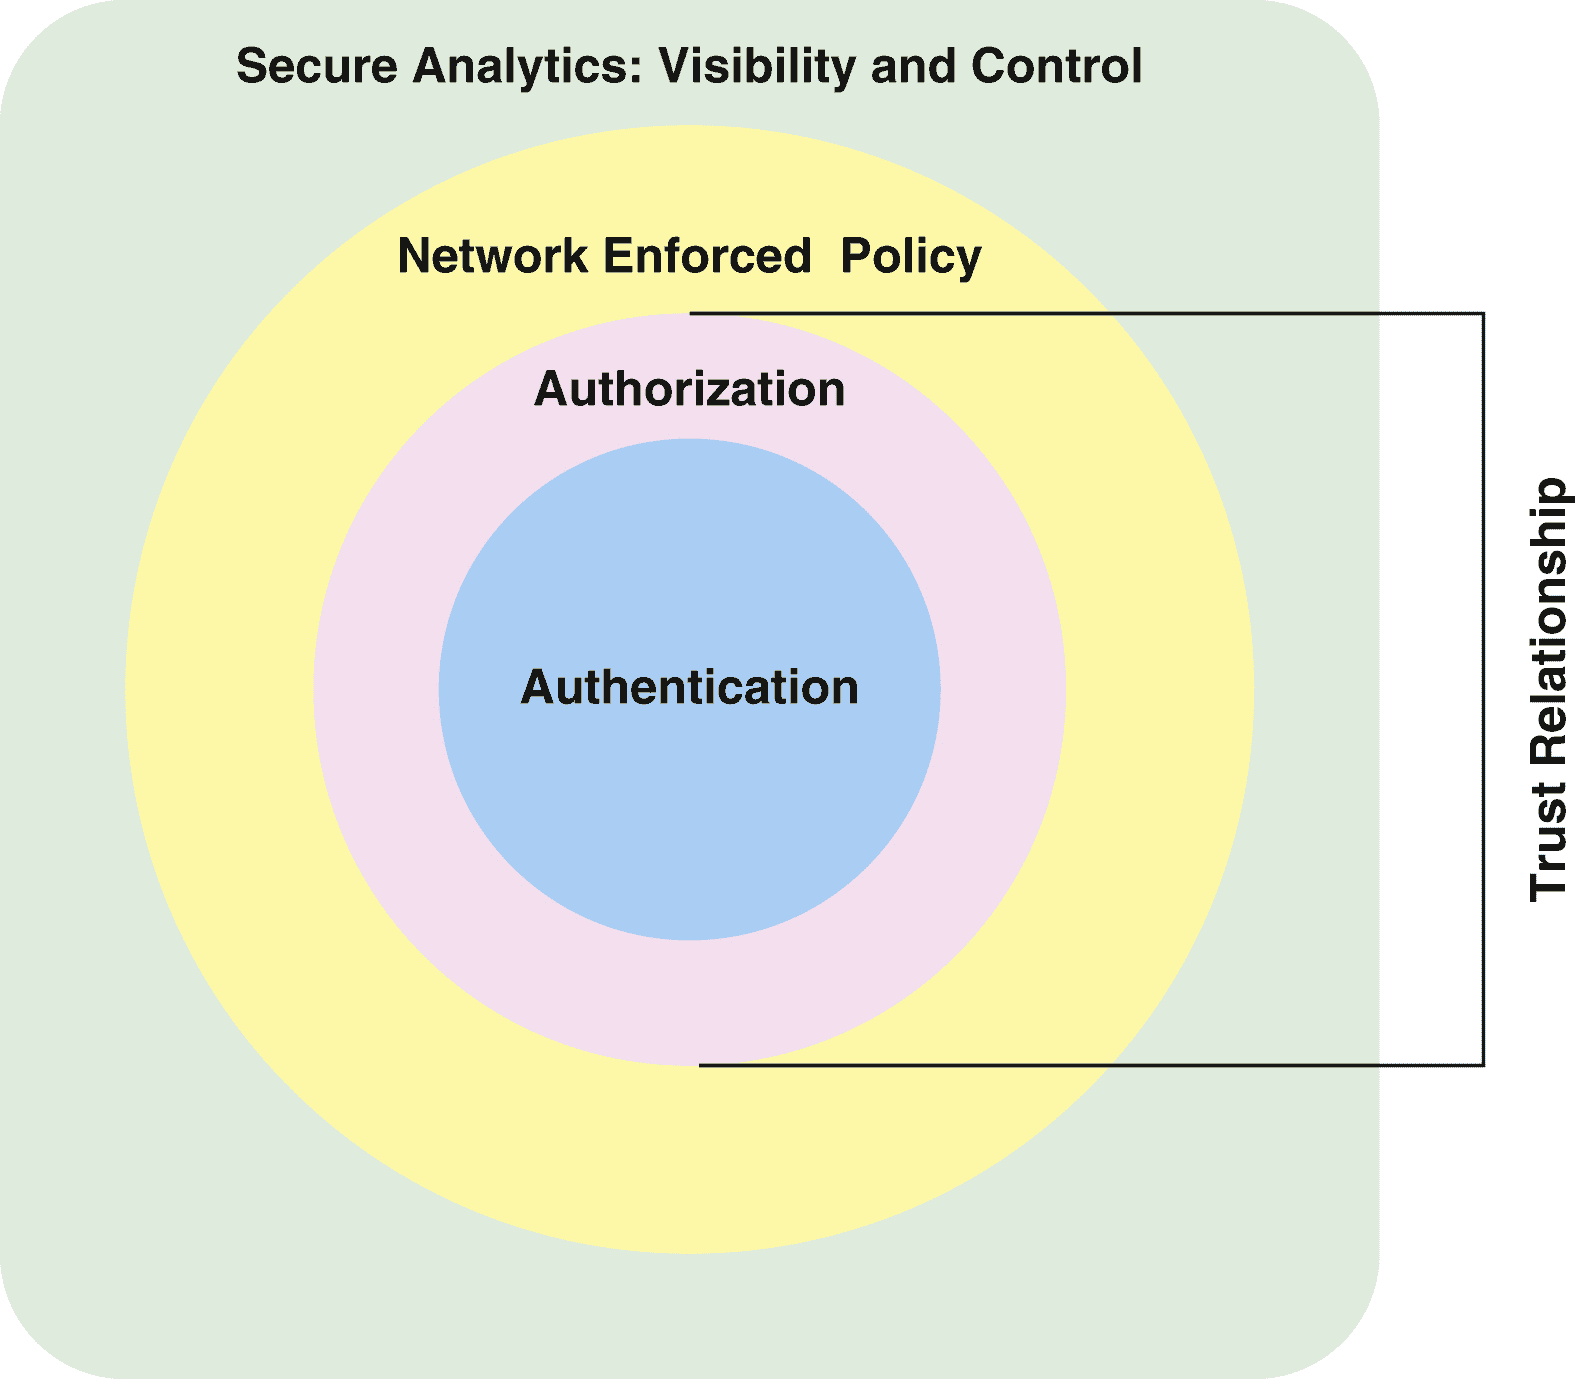 Secure Analytics: Visibility and Control
Network Enforced  Policy
Authorization
Authentication
Trust Relationship